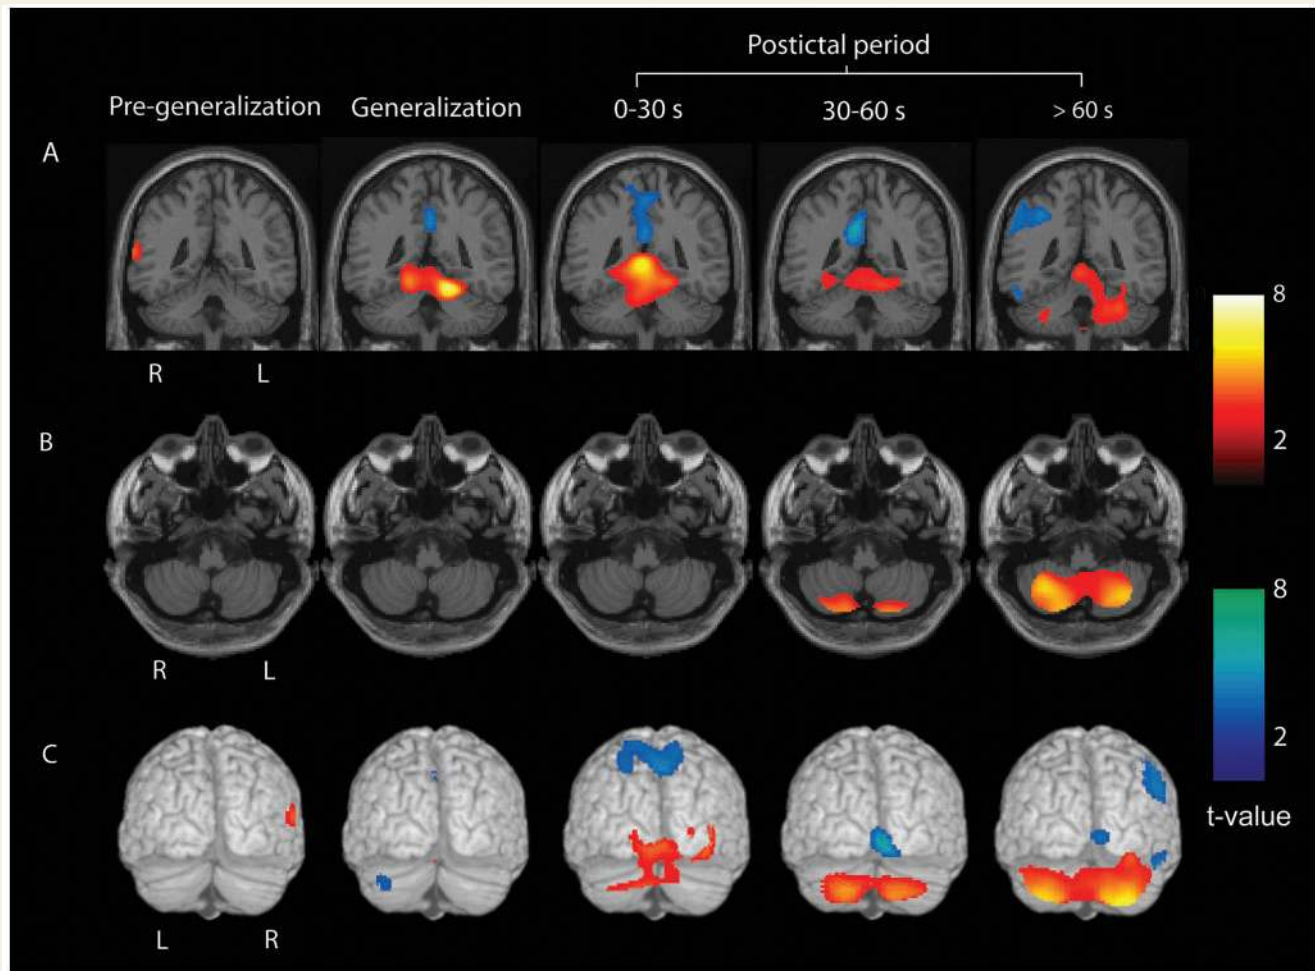 Postictal period
Pre-generalization Generalization 0-30 s 30-60 s > 60 s
A
R L
8
2
B
R L
8
2
t-value
C
L R